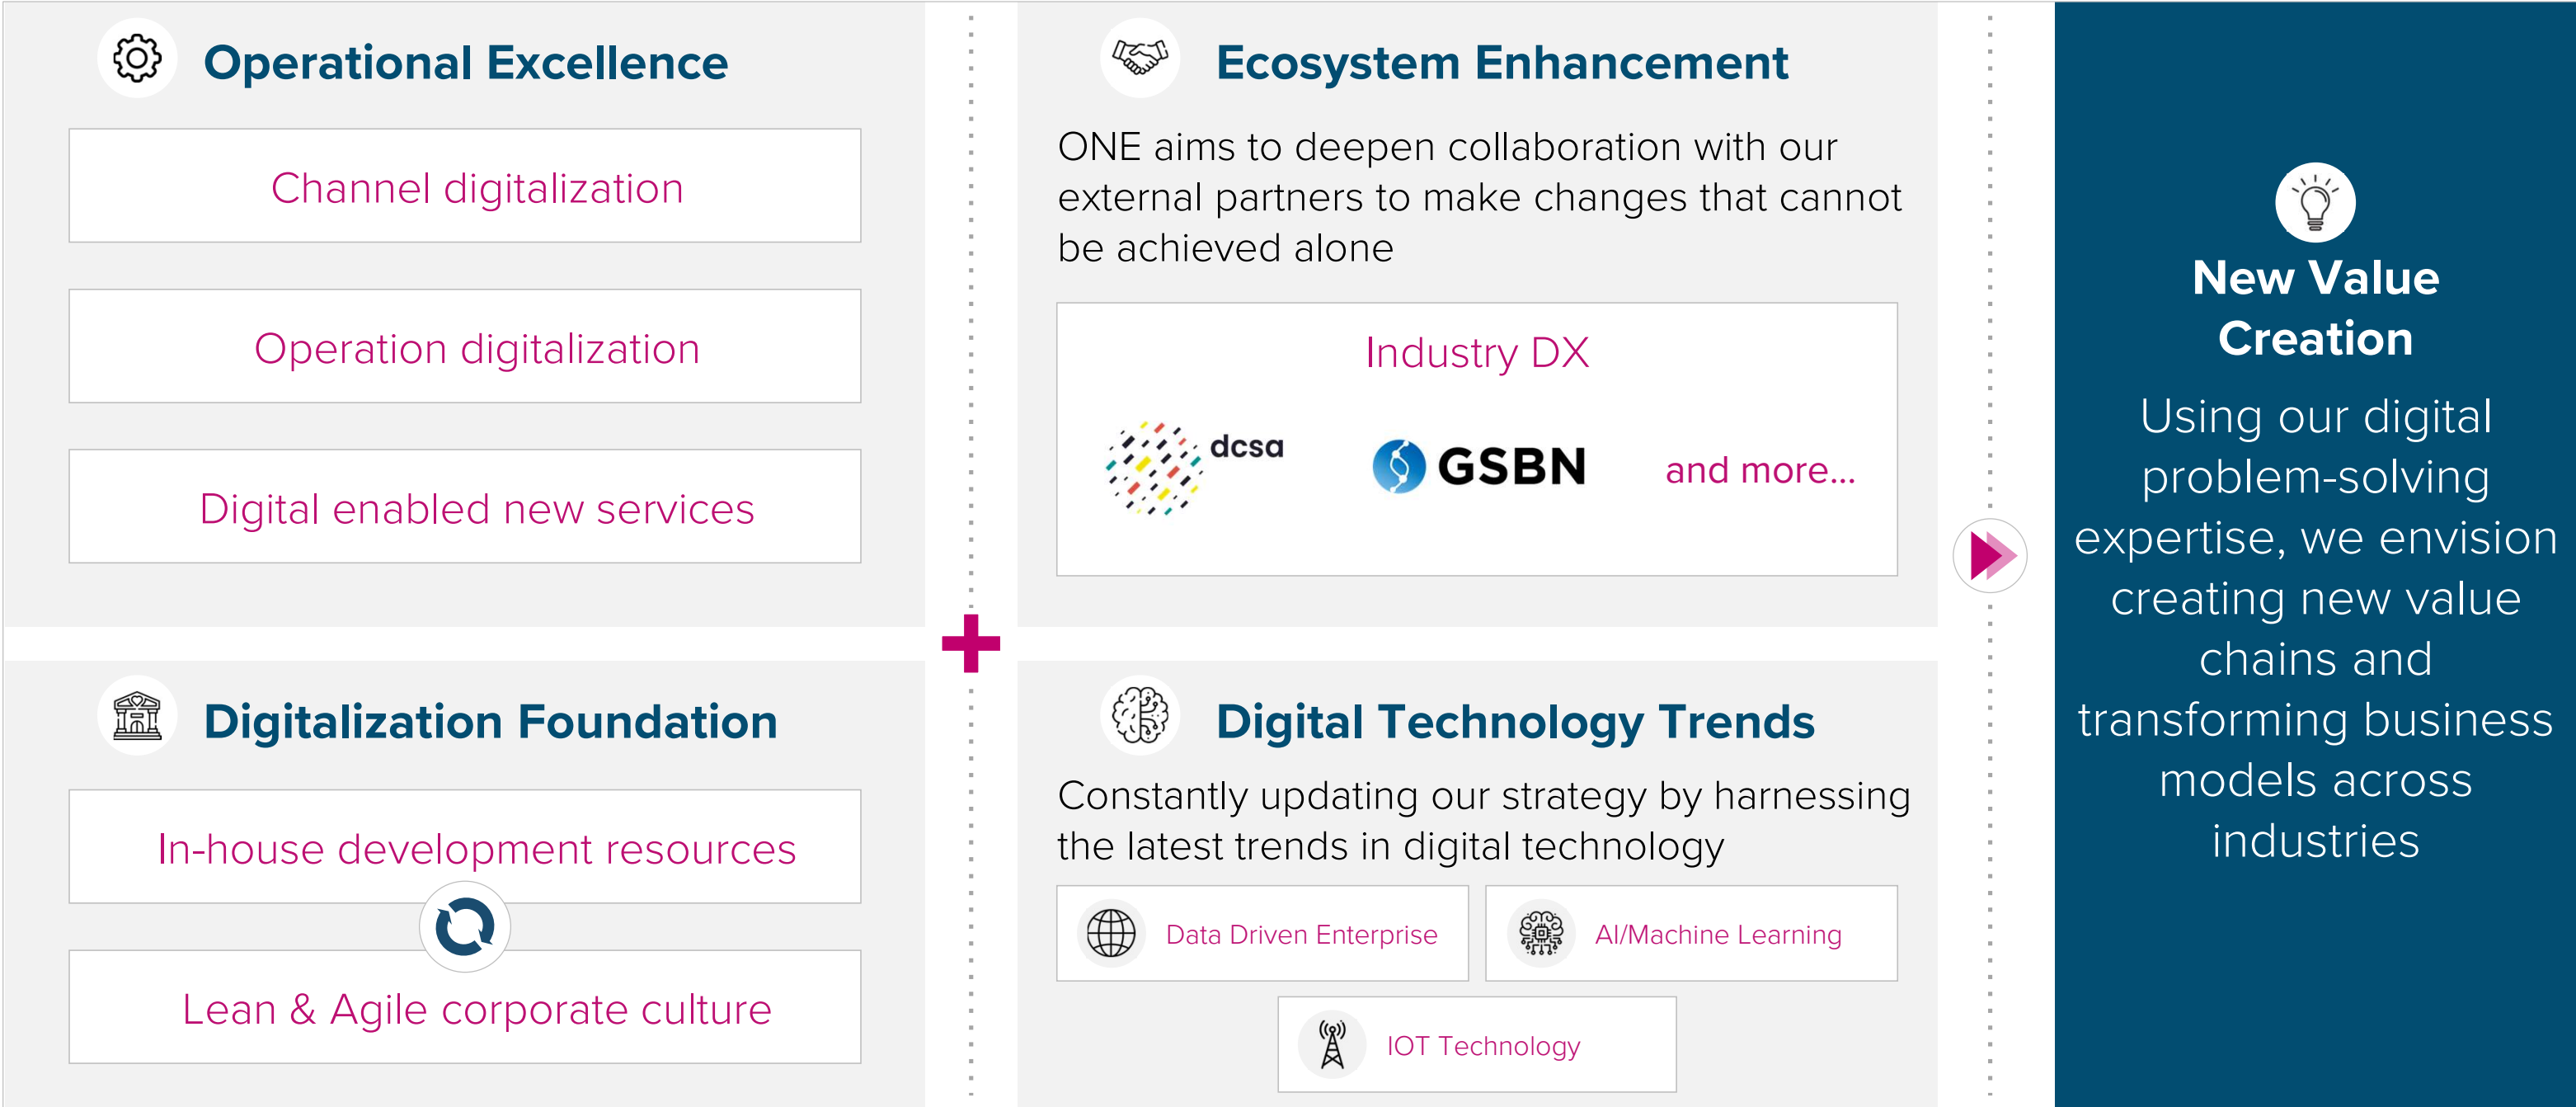 Operational Excellence
Channel digitalization
Operation digitalization
Digital enabled new services
Digitalization Foundation
In-house development resources
Lean & Agile corporate culture
Ecosystem Enhancement
ONE aims to deepen collaboration with our
external partners to make changes that cannot
be achieved alone
Industry DX
dcsa
GSBN
and more...
Digital Technology Trends
Constantly updating our strategy by harnessing
the latest trends in digital technology
Data Driven Enterprise
AI/Machine Learning
IOT Technology
New Value
Creation
Using our digital
problem-solving
expertise, we envision
creating new value
chains and
transforming business
models across
industries